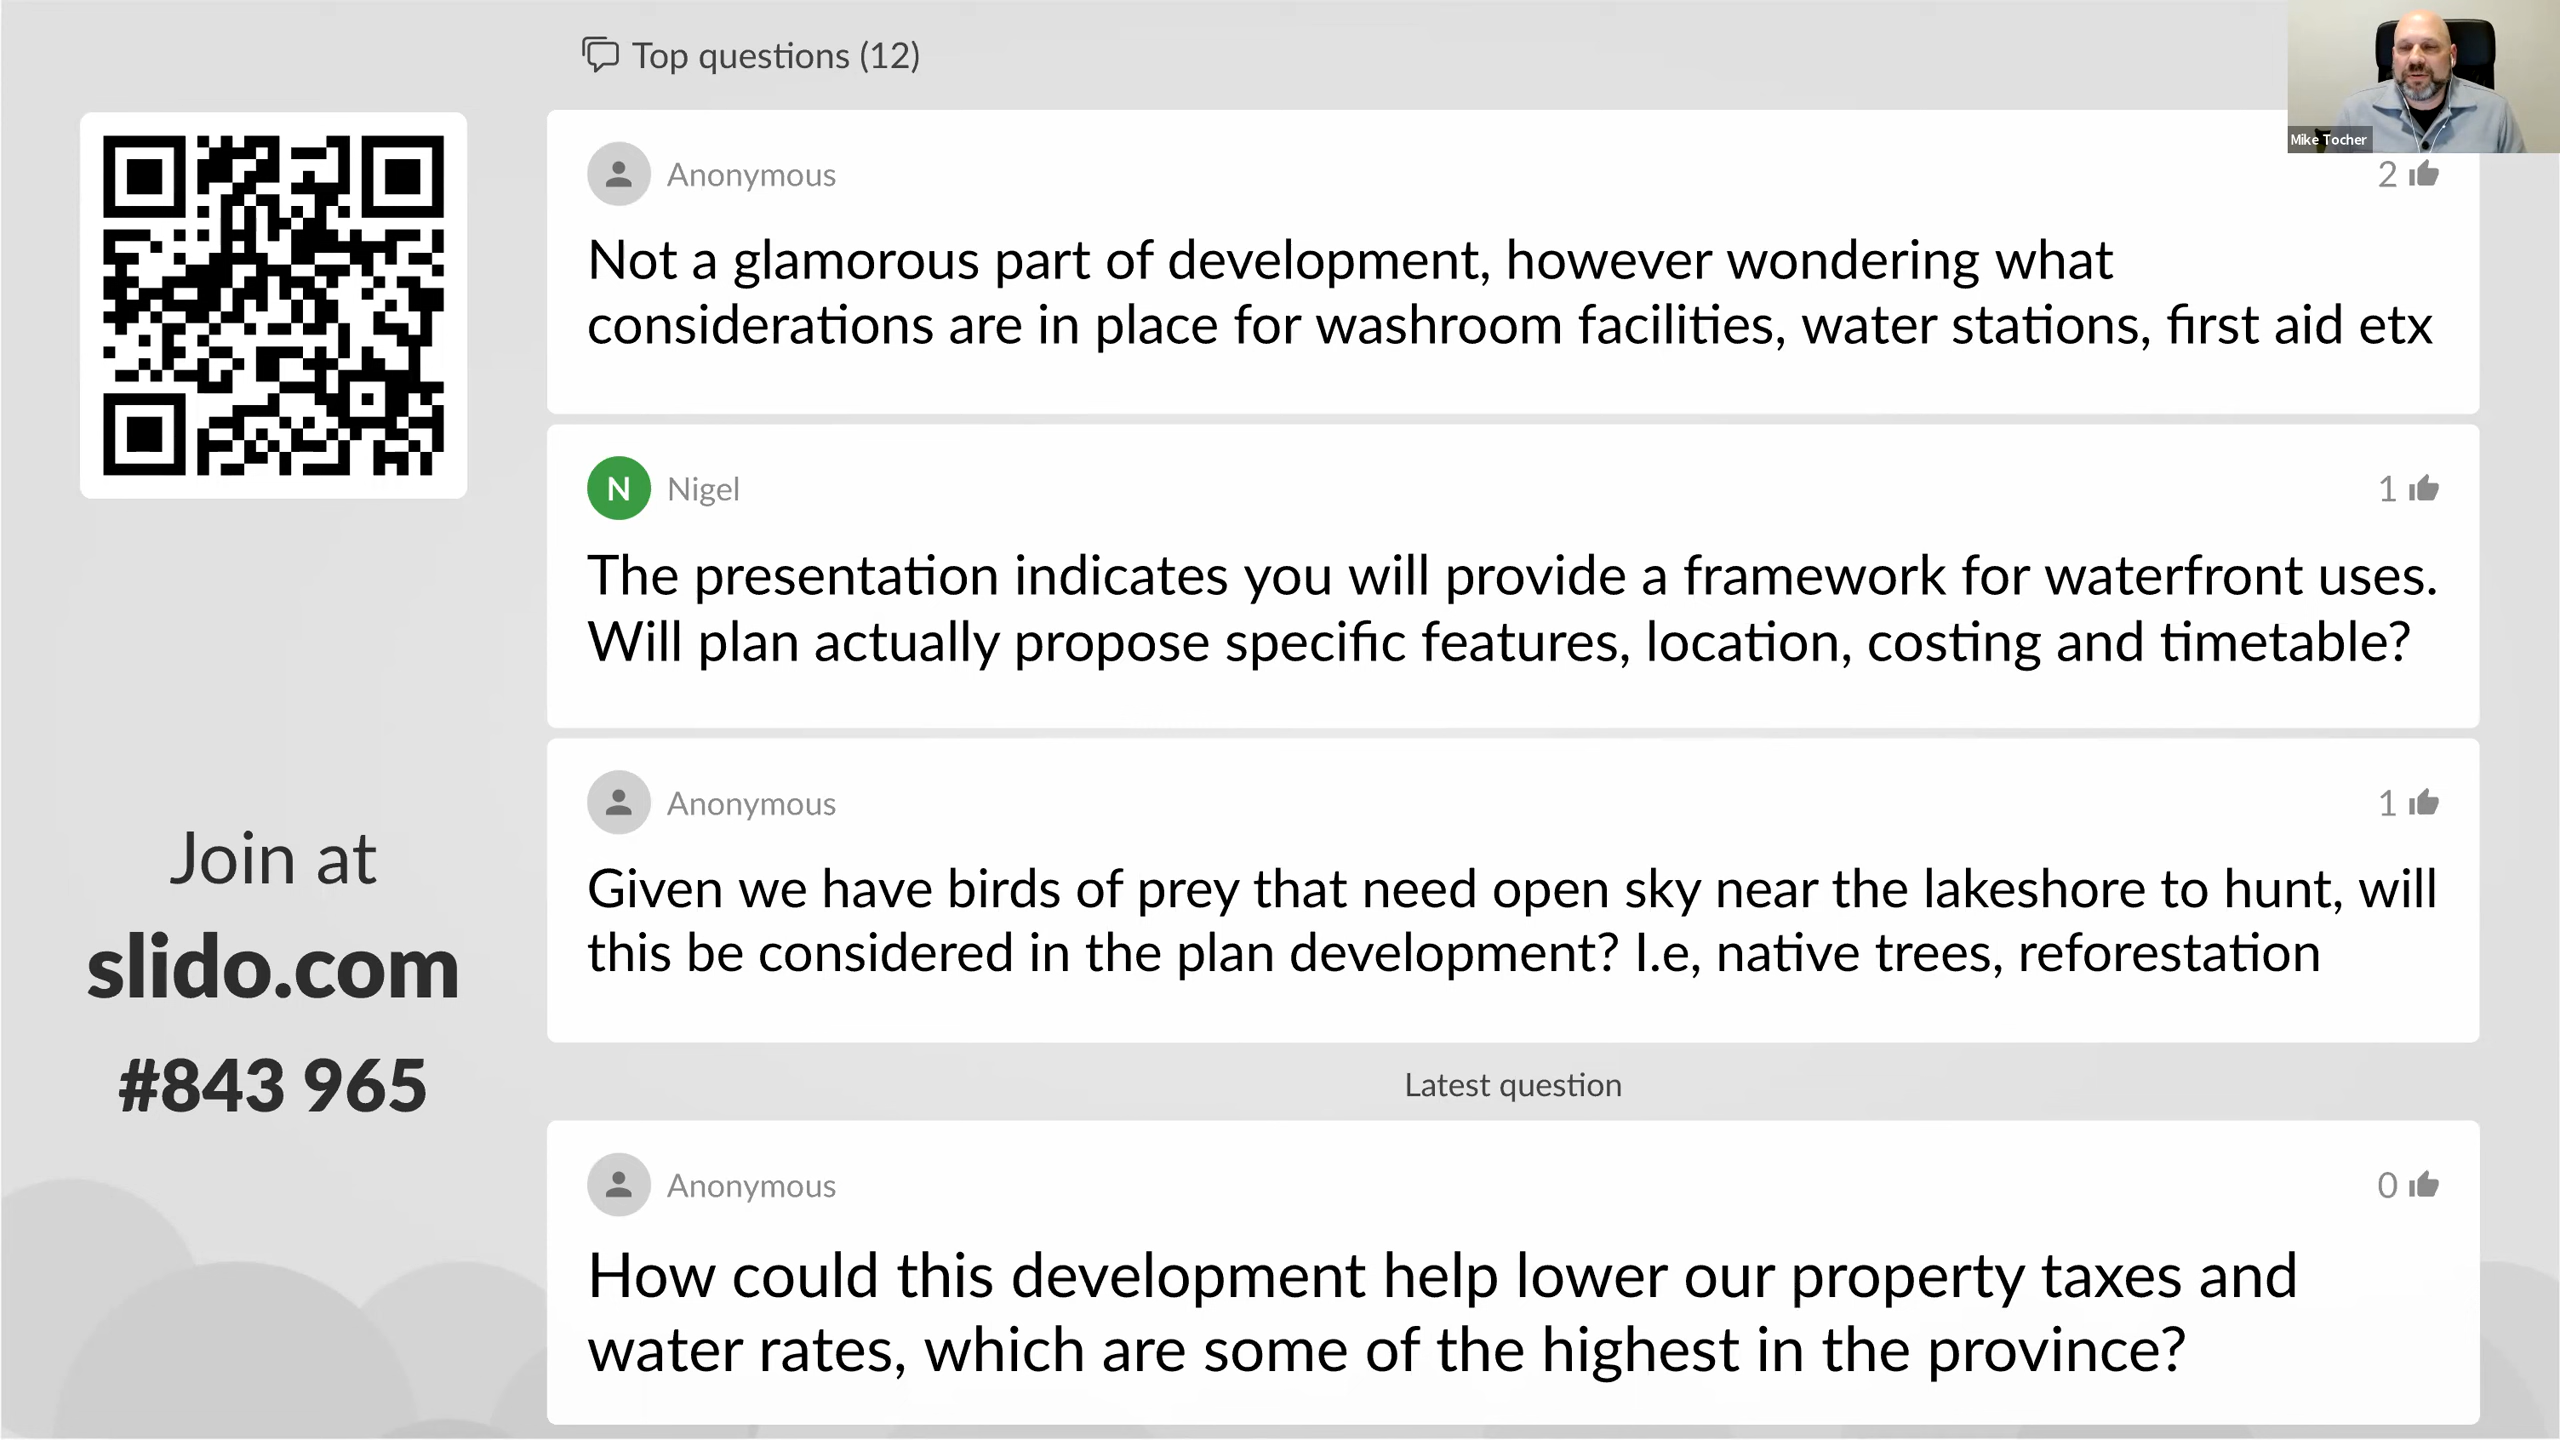 Top questions (12)
Mike Tocher
Anonymous
2
Not a glamorous part of development, however wondering what
considerations are in place for washroom facilities, water stations, first aid etx
N
Nigel
1
The presentation indicates you will provide a framework for waterfront uses.
Will plan actually propose specific features, location, costing and timetable?
Anonymous
1
Given we have birds of prey that need open sky near the lakeshore to hunt, will
this be considered in the plan development? I.e, native trees, reforestation
Join at
slido.com
#843 965
Latest question
Anonymous
0
How could this development help lower our property taxes and
water rates, which are some of the highest in the province?